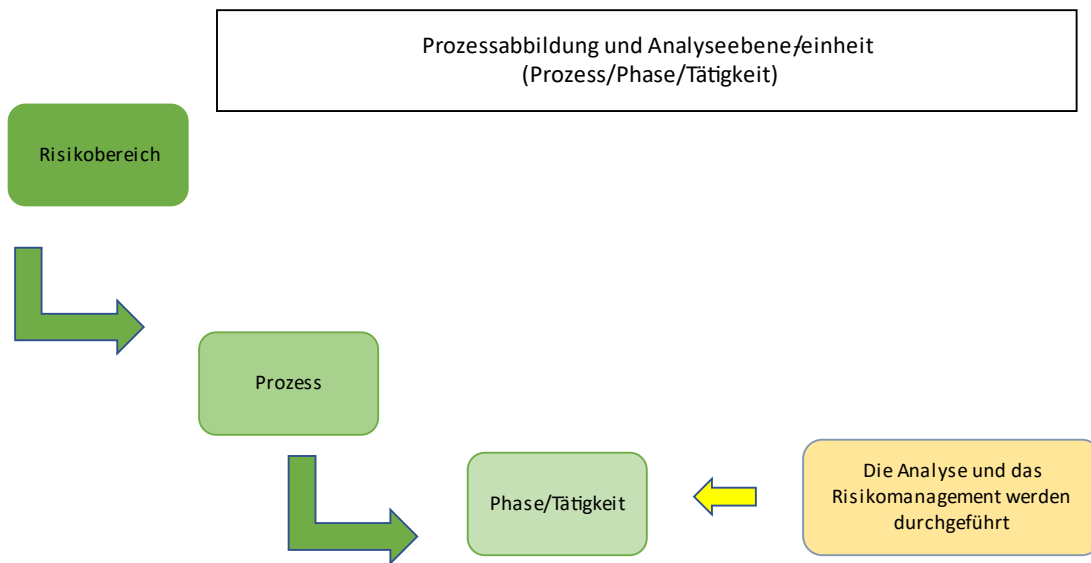 Prozessabbildung und Analyseebene/einheit
(Prozess/Phase/Tätigkeit)
Risikobereich
Prozess
Phase/Tätigkeit
Die Analyse und das
Risikomanagement werden
durchgeführt